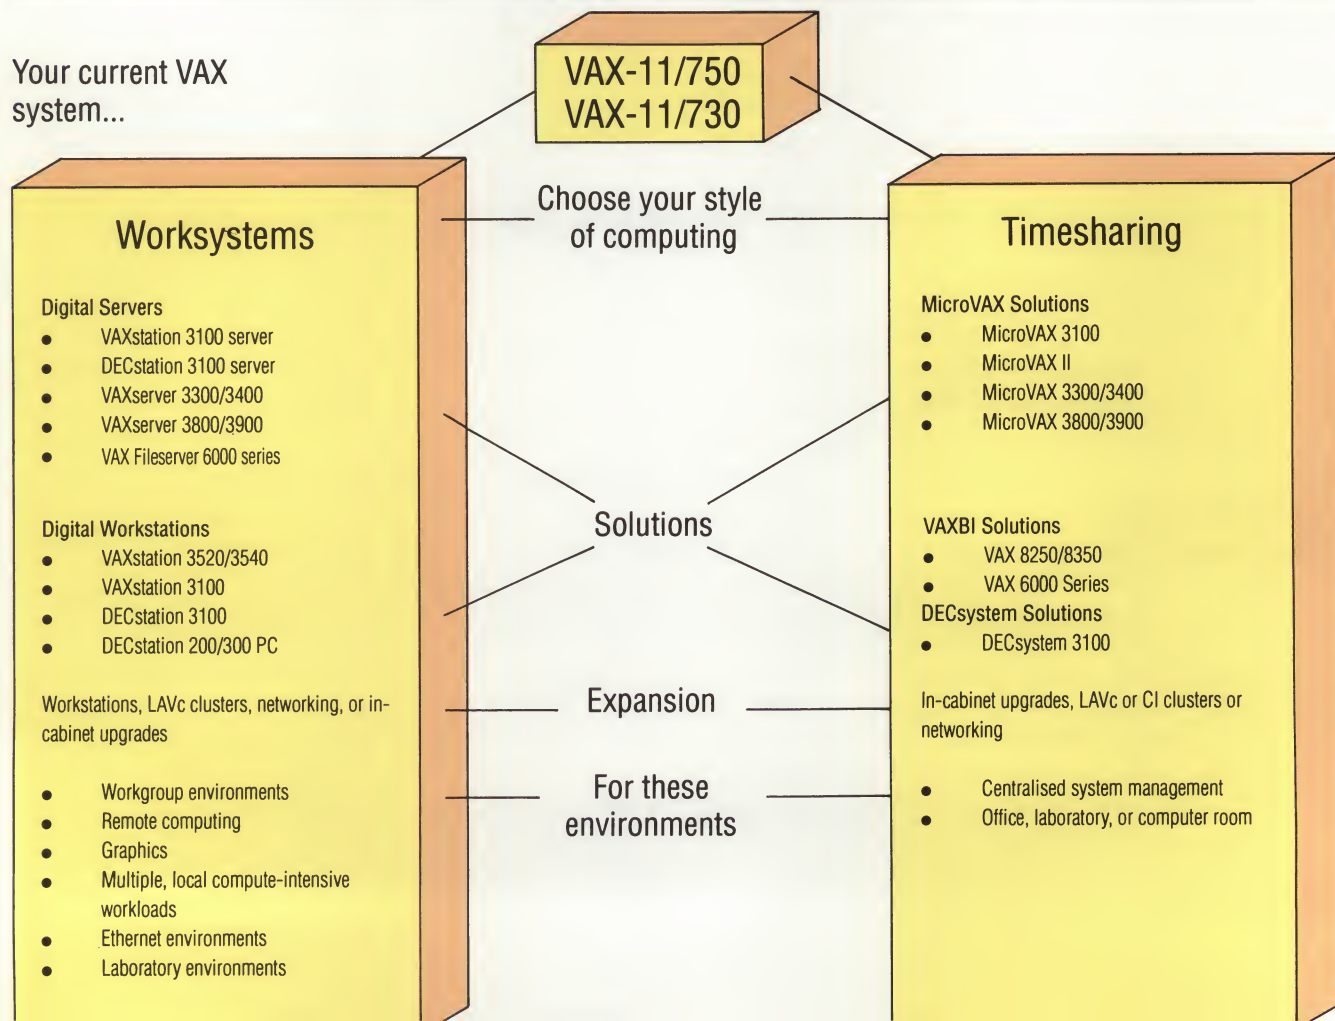 Your current VAX
system...
VAX-11/750
VAX-11/730
Choose your style
of computing
Solutions
Expansion
For these
environments
Worksystems
Digital Servers
● VAXstation 3100 server
● DECstation 3100 server
● VAXserver 3300/3400
● VAXserver 3800/3900
● VAX Fileserver 6000 series
Digital Workstations
● VAXstation 3520/3540
● VAXstation 3100
● DECstation 3100
● DECstation 200/300 PC
Workstations, LAVc clusters, networking, or in-
cabinet upgrades
● Workgroup environments
● Remote computing
● Graphics
● Multiple, local compute-intensive
workloads
● Ethernet environments
● Laboratory environments
Timesharing
MicroVAX Solutions
● MicroVAX 3100
● MicroVAX II
● MicroVAX 3300/3400
● MicroVAX 3800/3900
VAXBI Solutions
● VAX 8250/8350
● VAX 6000 Series
DECsystem Solutions
● DECsystem 3100
In-cabinet upgrades, LAVc or CI clusters or
networking
● Centralised system management
● Office, laboratory, or computer room